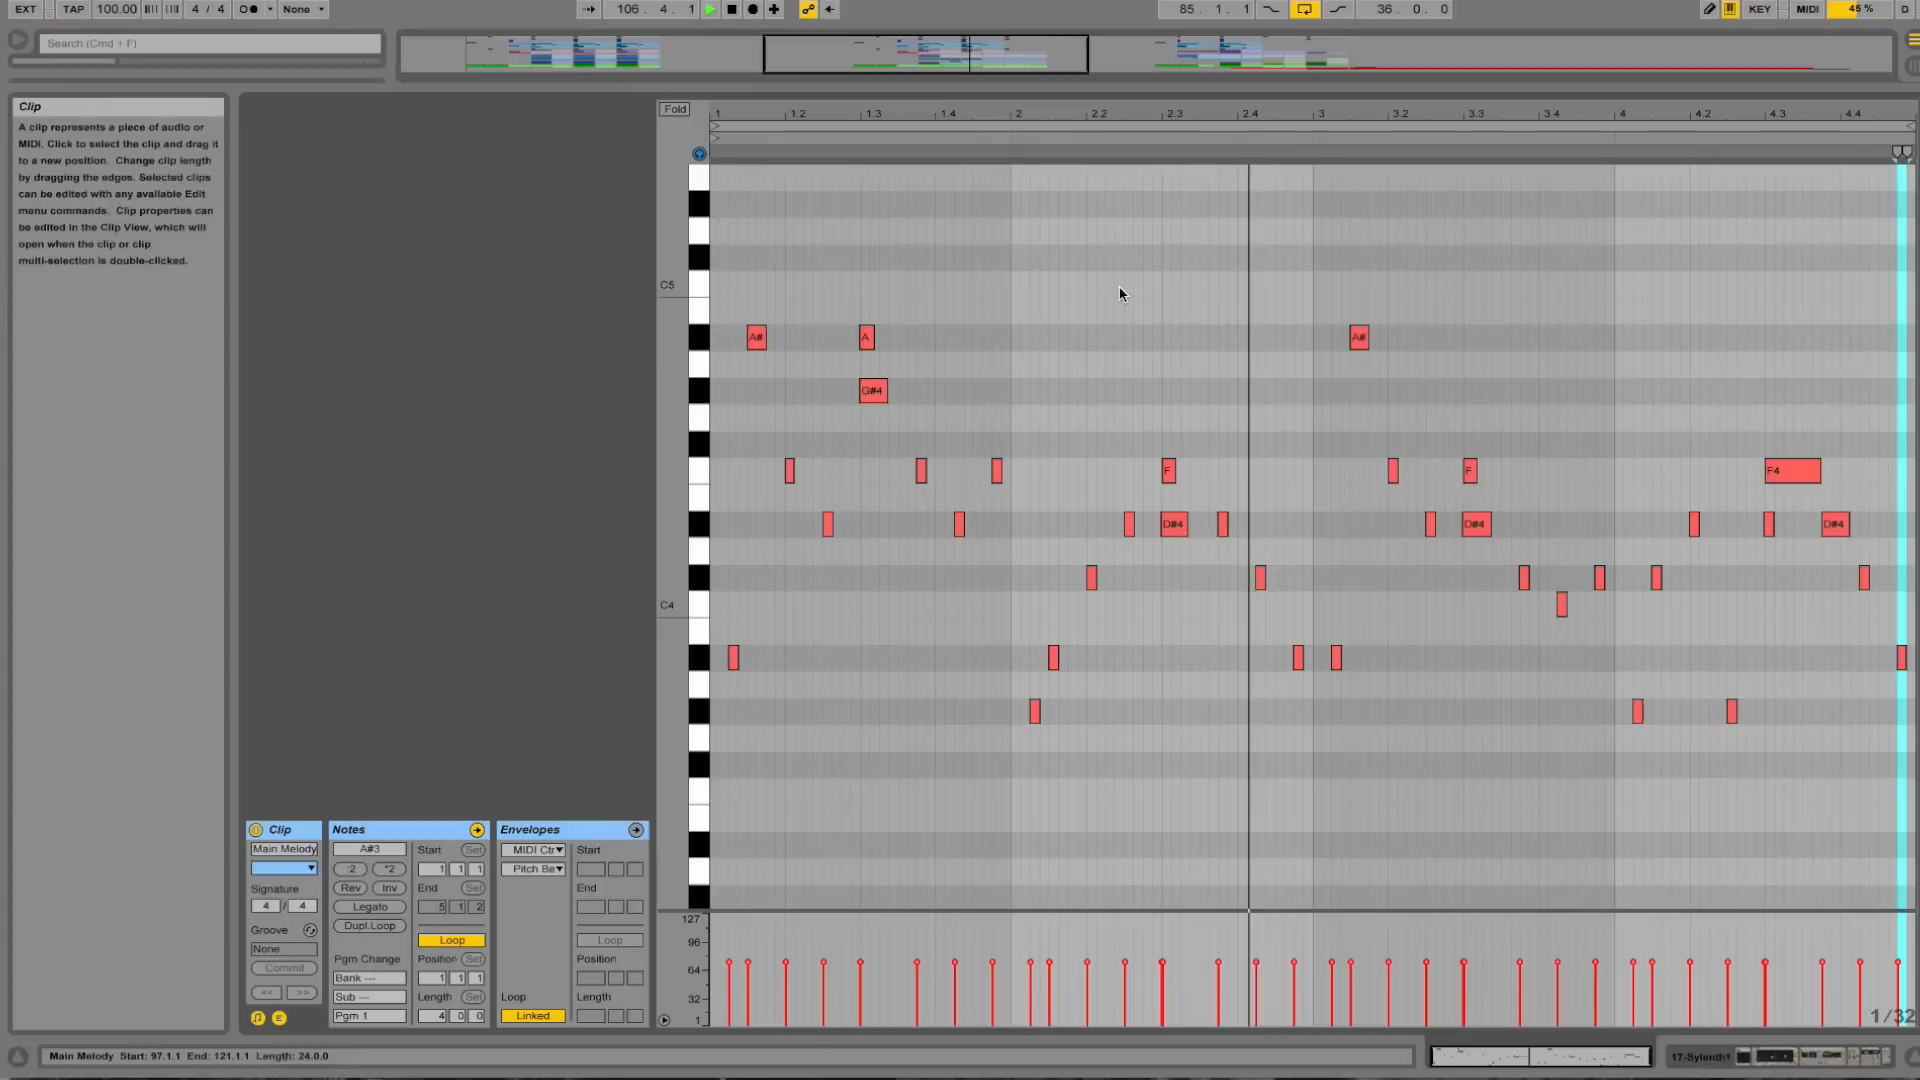 EXT TAP 100.00 4 / 4 None 106 . 4 . 1 85 . 1 . 1 36 . 0 . 0 KEY MIDI 45 % D
Search (Cmd + F)
Clip
A clip represents a piece of audio or
MIDI. Click to select the clip and drag it
to a new position. Change clip length
by dragging the edges. Selected clips
can be edited with any available Edit
menu commands. Clip properties can
be edited in the Clip View, which will
open when the clip or clip
multi-selection is double-clicked.
Fold 1 1.2 1.3 1.4 2 2.2 2.3 2.4 3 3.2 3.3 3.4 4 4.2 4.3 4.4
C5
A# A A#
G#4
F F F4
D#4 D#4 D#4
C4
Clip Notes Envelopes
Main Melody A#3 Start Set MIDI Ctr Start
:2 *2 1 1 1 Pitch Be
Signature Rev Inv End Set End
4 / 4 Legato 5 1 2
Groove Dupl.Loop
None Loop Loop
Commit Pgm Change Position Set Position
<< >> Bank --- 1 1 1
Sub --- Length Set Loop Length
Pgm 1 4 0 0 Linked
127
96
64
32
1
1/32
Main Melody Start: 97.1.1 End: 121.1.1 Length: 24.0.0
17-Sylenth1